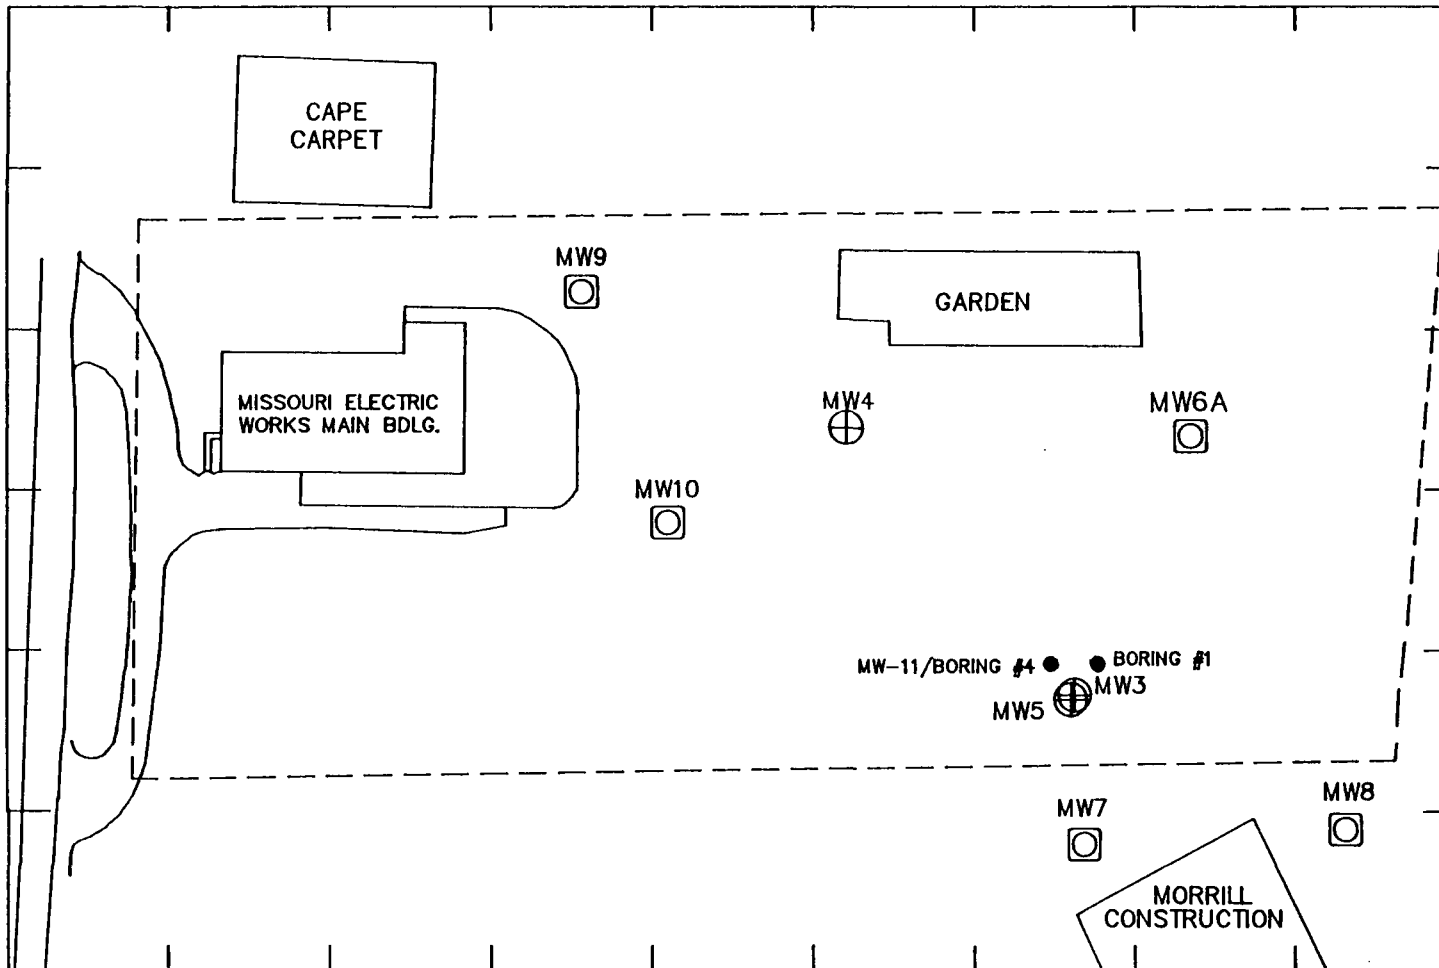 CAPE
CARPET
MW9
GARDEN
MISSOURI ELECTRIC
WORKS MAIN BDLG.
MW4
MW6A
MW10
MW-11/BORING #4
BORING #1
MW3
MW5
MW7
MW8
MORRILL
CONSTRUCTION